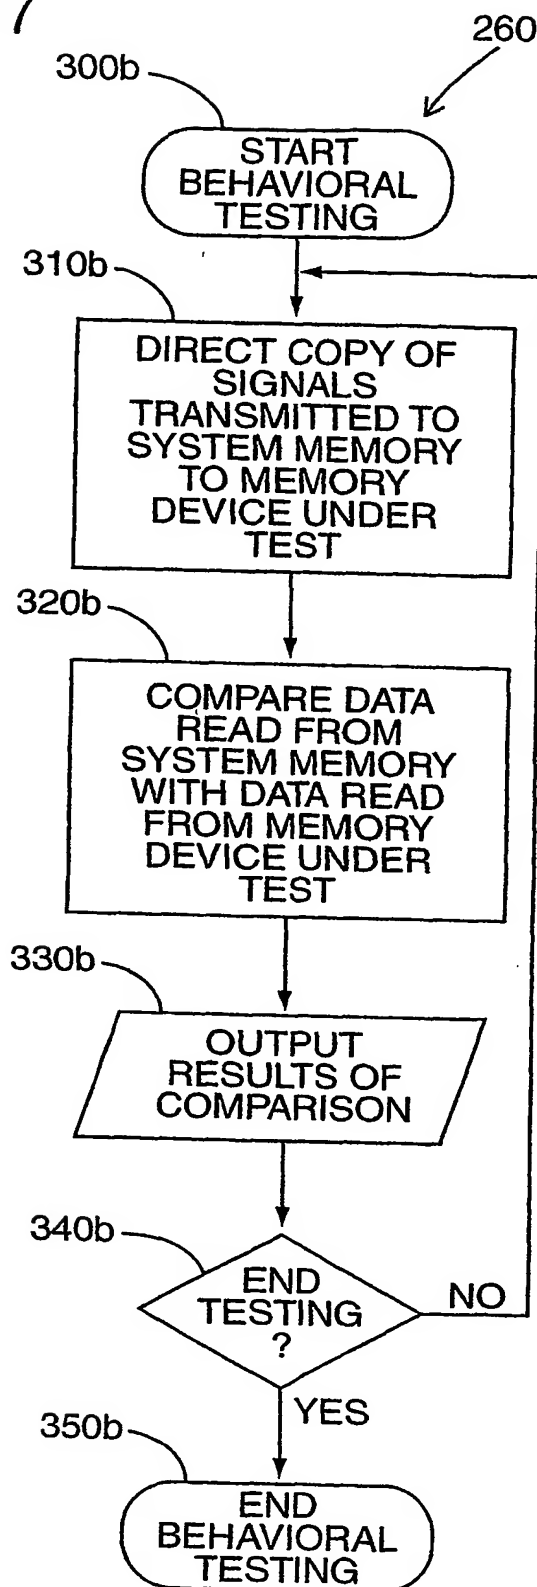 7
260
300b
START
BEHAVIORAL
TESTING
310b
DIRECT COPY OF
SIGNALS
TRANSMITTED TO
SYSTEM MEMORY
TO MEMORY
DEVICE UNDER
TEST
320b
COMPARE DATA
READ FROM
SYSTEM MEMORY
WITH DATA READ
FROM MEMORY
DEVICE UNDER
TEST
330b
OUTPUT
RESULTS OF
COMPARISON
340b
END
TESTING
?
NO
YES
350b
END
BEHAVIORAL
TESTING